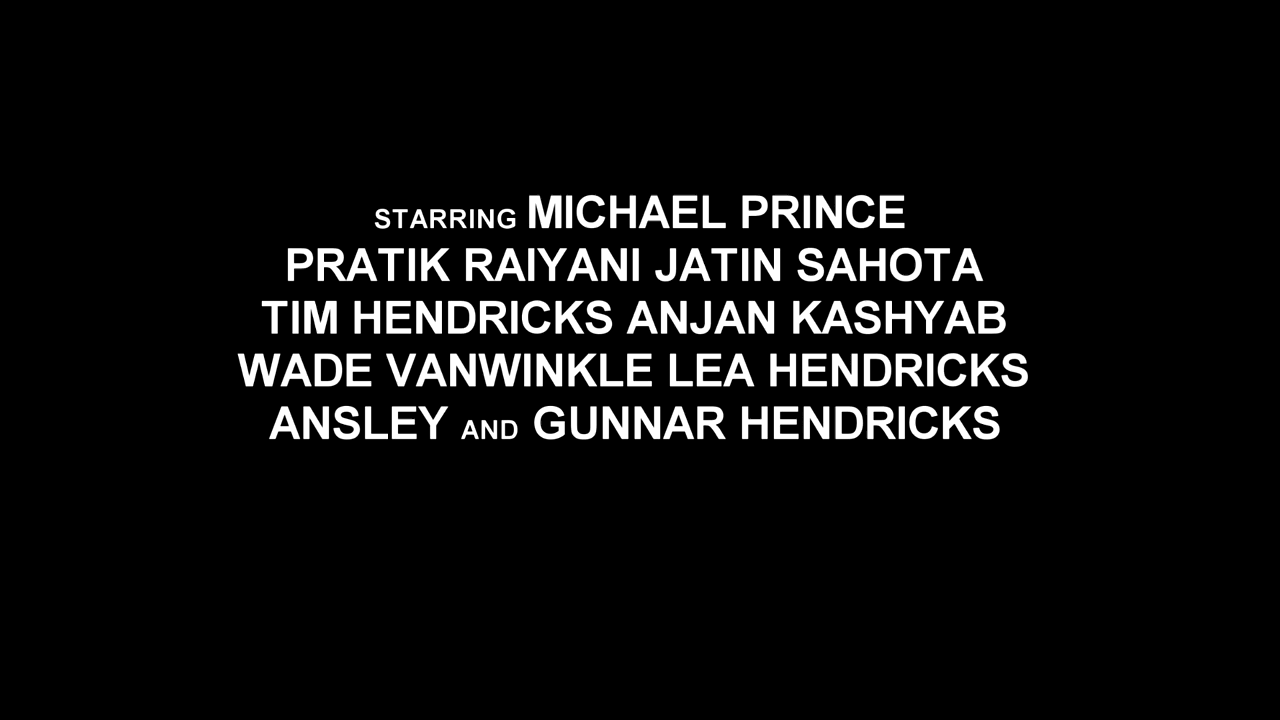 STARRING MICHAEL PRINCE
PRATIK RAIYANI JATIN SAHOTA
TIM HENDRICKS ANJAN KASHYAB
WADE VANWINKLE LEA HENDRICKS
ANSLEY AND GUNNAR HENDRICKS